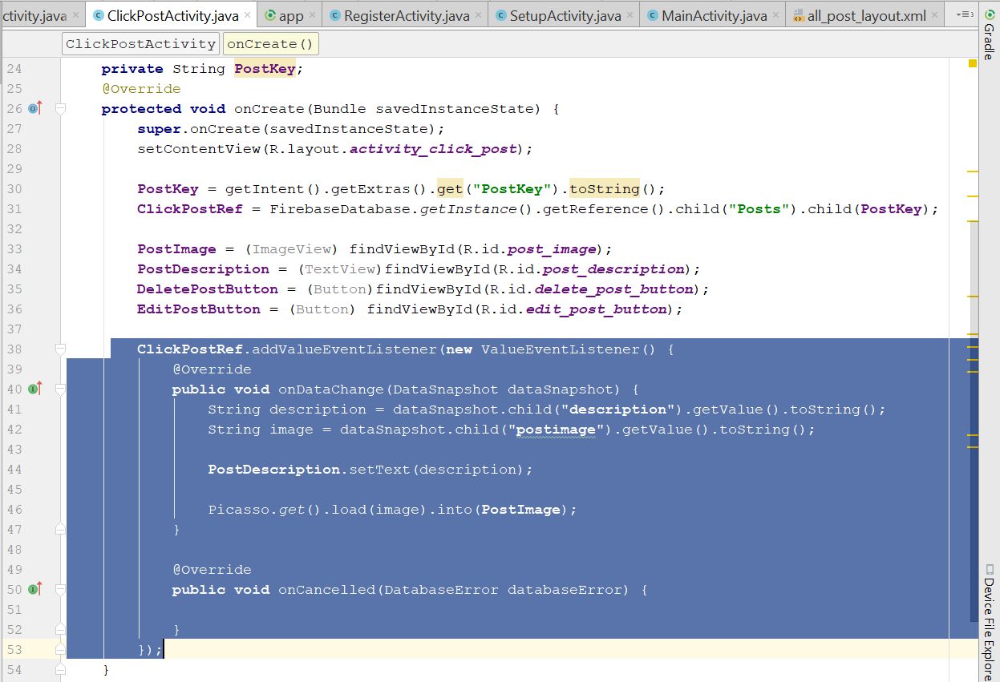 ctivity.java × ClickPostActivity.java × app × RegisterActivity.java × SetupActivity.java × MainActivity.java × all_post_layout.xml × 3
Gradle
ClickPostActivity onCreate()
24 private String PostKey;
25 @Override
26 protected void onCreate(Bundle savedInstanceState) {
27 super.onCreate(savedInstanceState);
28 setContentView(R.layout.activity_click_post);
29
30 PostKey = getIntent().getExtras().get("PostKey").toString();
31 ClickPostRef = FirebaseDatabase.getInstance().getReference().child("Posts").child(PostKey);
32
33 PostImage = (ImageView) findViewById(R.id.post_image);
34 PostDescription = (TextView)findViewById(R.id.post_description);
35 DeletePostButton = (Button)findViewById(R.id.delete_post_button);
36 EditPostButton = (Button) findViewById(R.id.edit_post_button);
37
38 ClickPostRef.addValueEventListener(new ValueEventListener() {
39 @Override
40 public void onDataChange(DataSnapshot dataSnapshot) {
41 String description = dataSnapshot.child("description").getValue().toString();
42 String image = dataSnapshot.child("postimage").getValue().toString();
43
44 PostDescription.setText(description);
45
46 Picasso.get().load(image).into(PostImage);
47 }
48
49 @Override
50 public void onCancelled(DatabaseError databaseError) {
51
52 }
53 });
54 }
Device File Explore